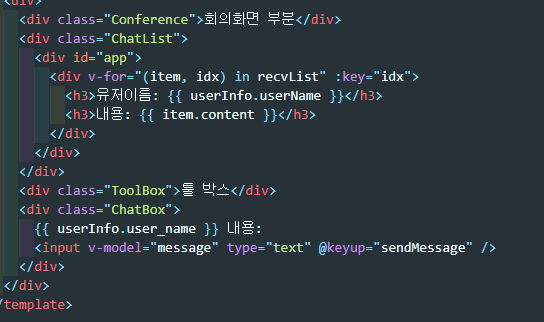 <div>
<div class="Conference">회의화면 부분</div>
<div class="ChatList">
<div id="app">
<div v-for="(item, idx) in recvList" :key="idx">
<h3>유저이름: {{ userInfo.userName }}</h3>
<h3>내용: {{ item.content }}</h3>
</div>
</div>
</div>
<div class="ToolBox">툴 박스</div>
<div class="ChatBox">
{{ userInfo.user_name }} 내용:
<input v-model="message" type="text" @keyup="sendMessage" />
</div>
</div>
/template>